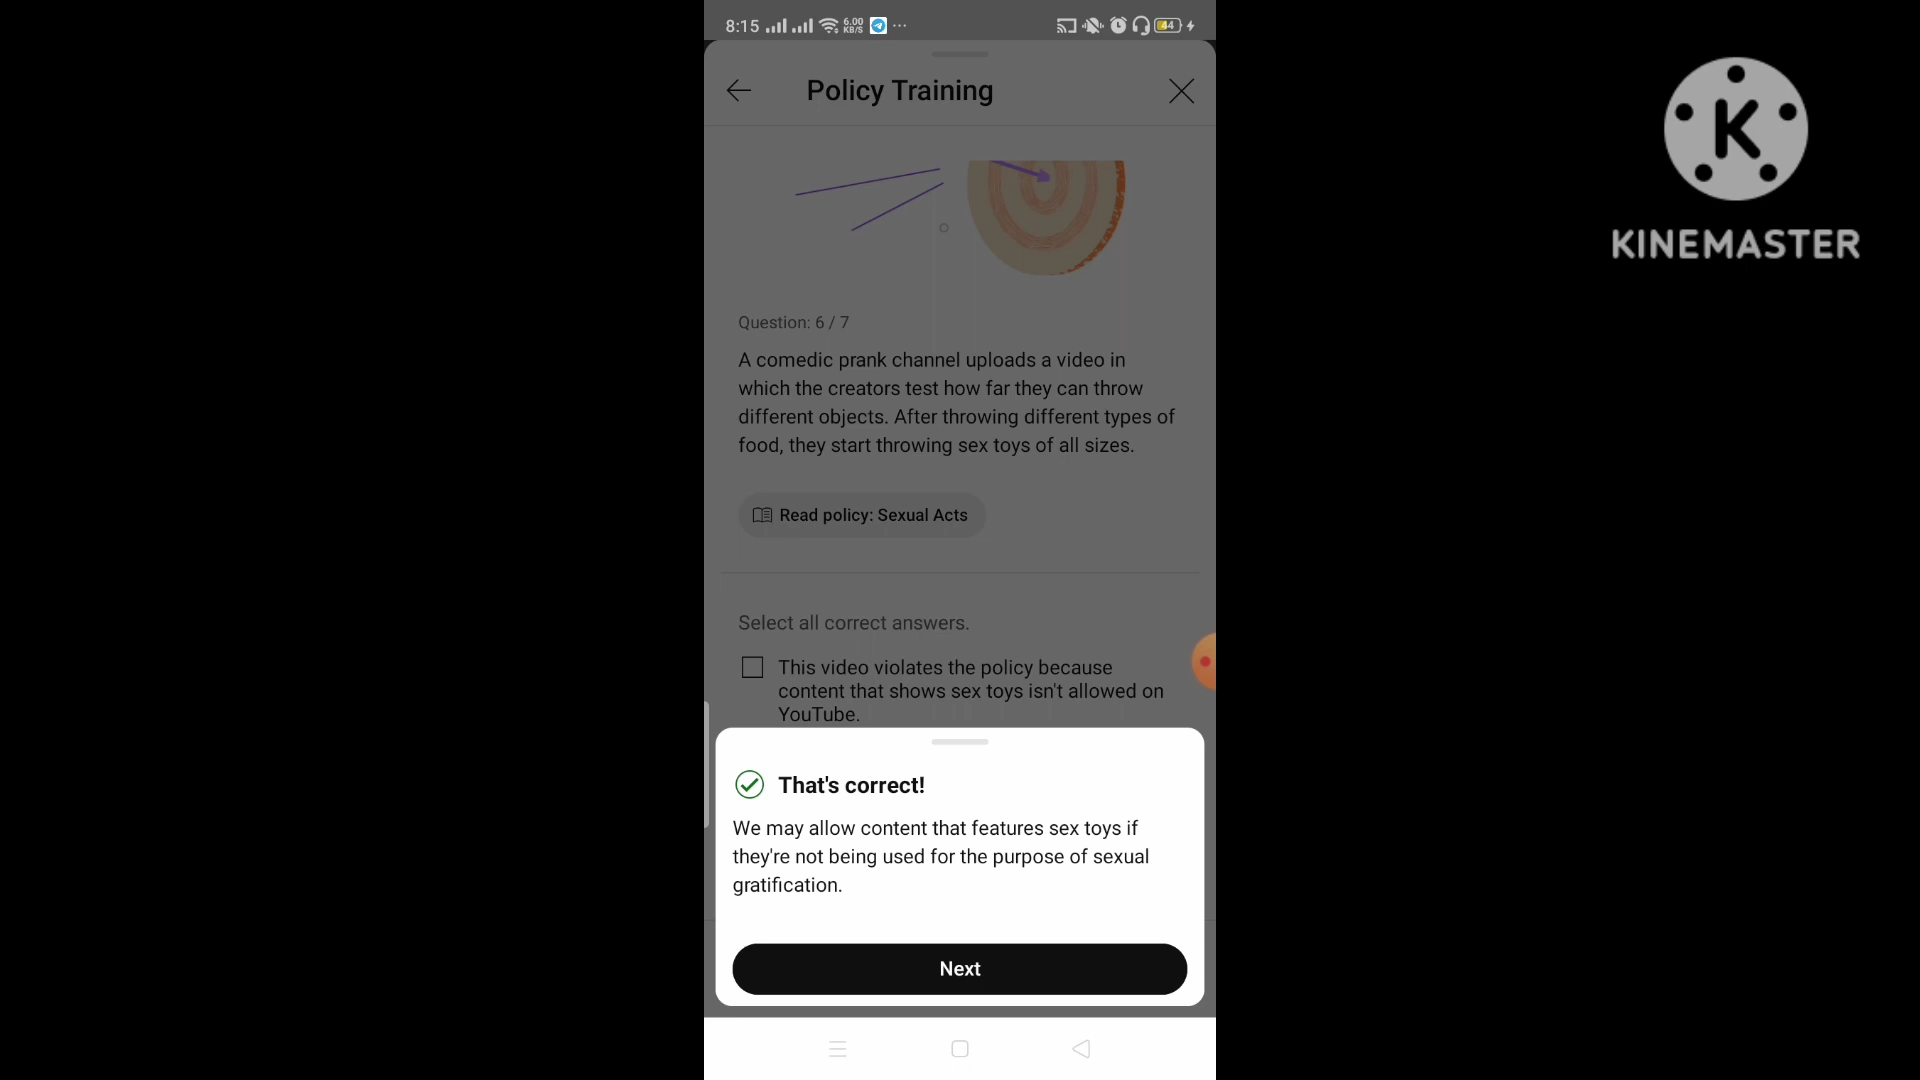 8:15
6.00
KB/S
44
Policy Training
K
KINEMASTER
Question: 6 / 7
A comedic prank channel uploads a video in
which the creators test how far they can throw
different objects. After throwing different types of
food, they start throwing sex toys of all sizes.
Read policy: Sexual Acts
Select all correct answers.
This video violates the policy because
content that shows sex toys isn't allowed on
YouTube.
That's correct!
We may allow content that features sex toys if
they're not being used for the purpose of sexual
gratification.
Next